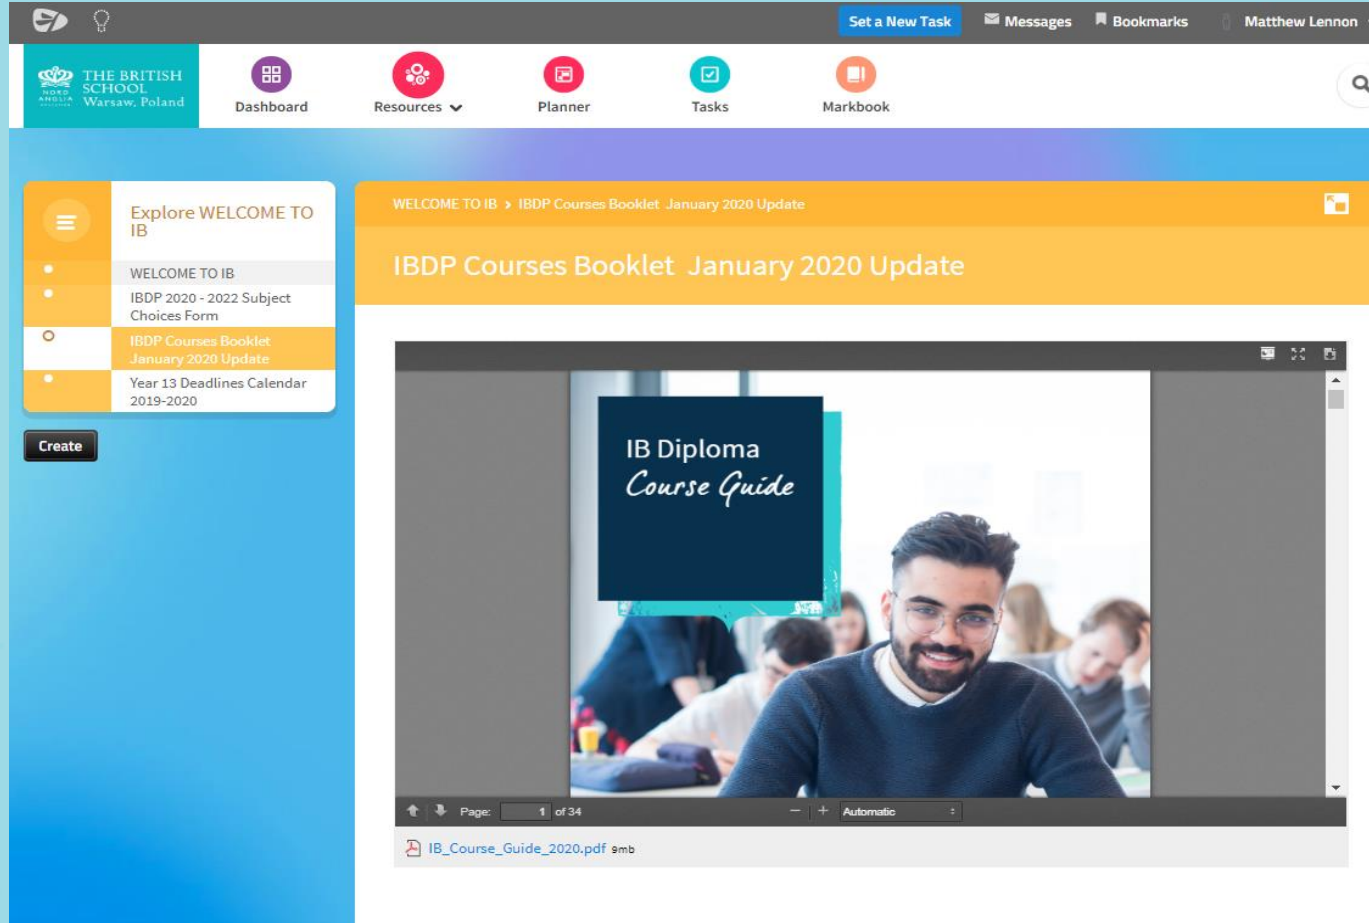 Set a New Task
Messages
Bookmarks
Matthew Lennon
NORD
ANGLIA
THE BRITISH
SCHOOL
Warsaw, Poland
Dashboard
Resources
Planner
Tasks
Markbook
Explore WELCOME TO
IB
WELCOME TO IB
IBDP 2020 - 2022 Subject
Choices Form
IBDP Courses Booklet
January 2020 Update
Year 13 Deadlines Calendar
2019-2020
Create
WELCOME TO IB > IBDP Courses Booklet January 2020 Update
IBDP Courses Booklet January 2020 Update
IB Diploma
Course Guide
Page: 1 of 34
Automatic
IB_Course_Guide_2020.pdf 9mb